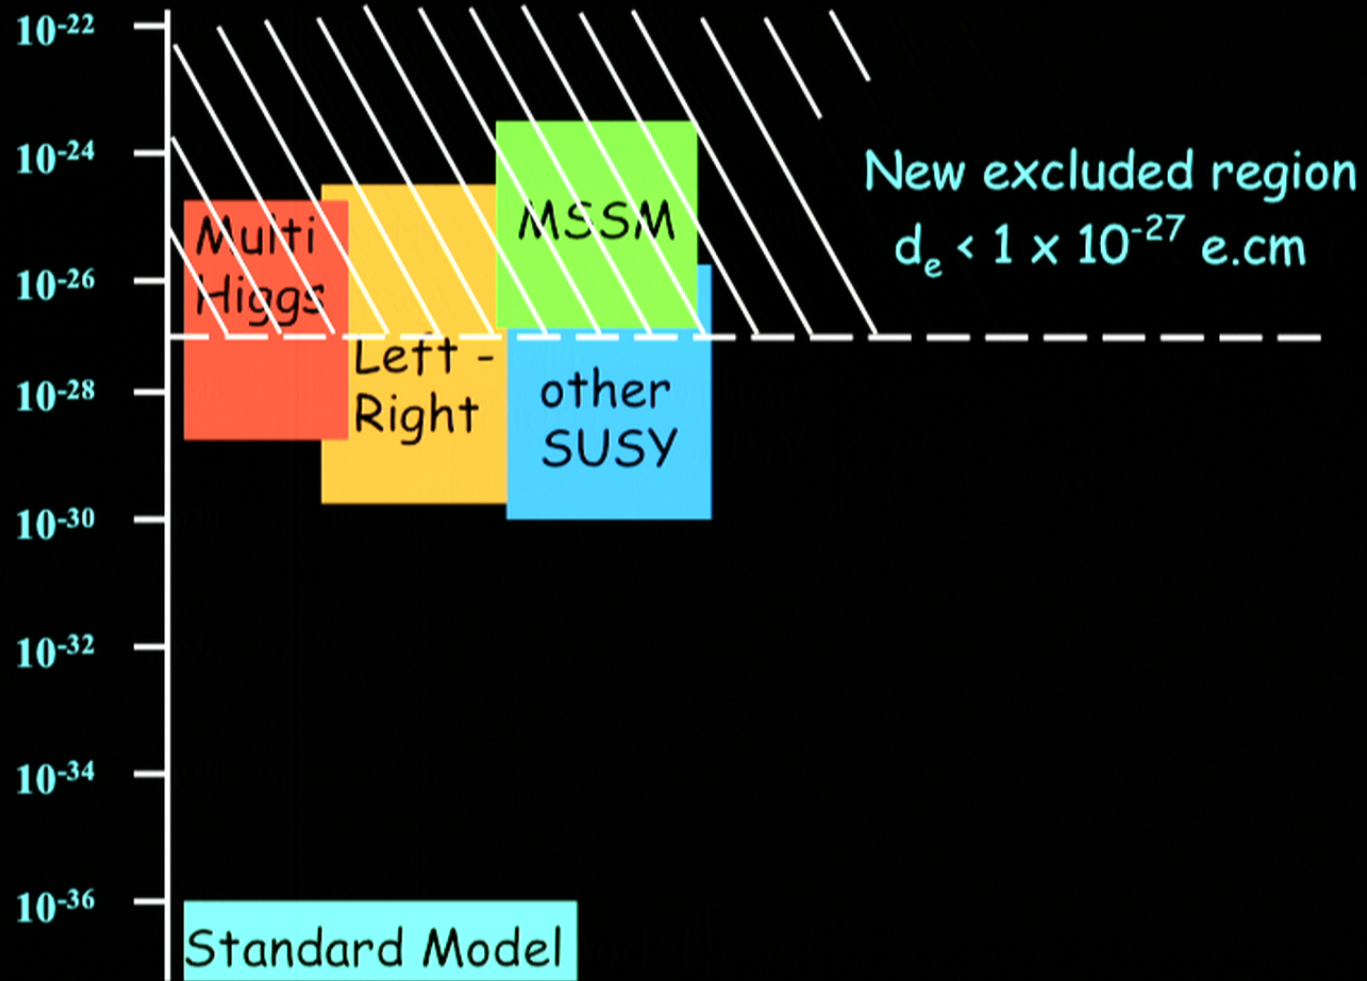 10⁻²²
10⁻²⁴
10⁻²⁶
10⁻²⁸
10⁻³⁰
10⁻³²
10⁻³⁴
10⁻³⁶
Multi
Higgs
Left -
Right
MSSM
other
SUSY
New excluded region
dₑ < 1 x 10⁻²⁷ e.cm
Standard Model